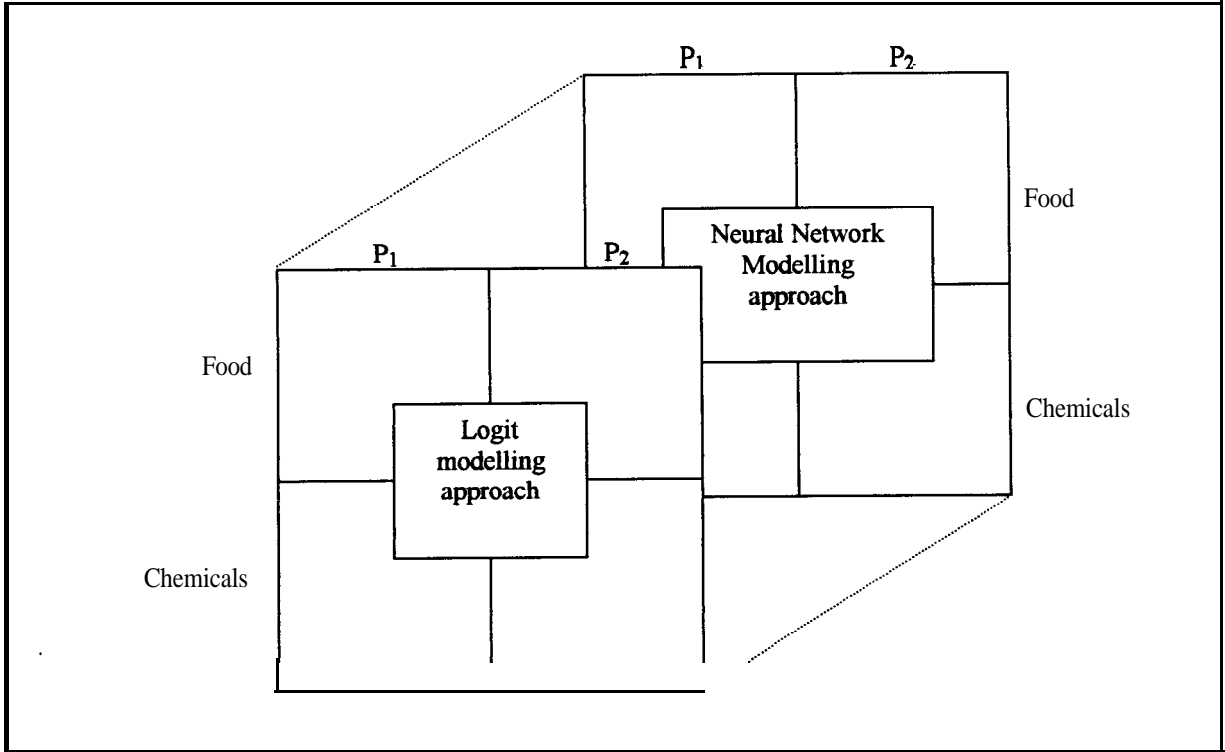 P₁ P₂
Food
Neural Network
Modelling
approach
P₁ P₂
Food
Chemicals
Logit
modelling
approach
Chemicals